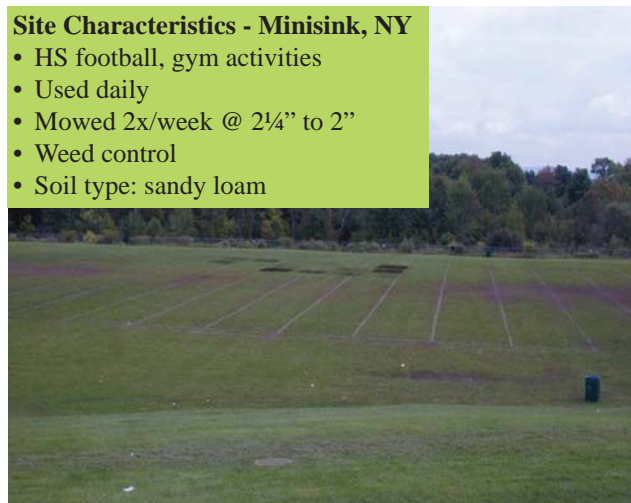 Site Characteristics - Minisink, NY
• HS football, gym activities
• Used daily
• Mowed 2x/week @ 2¼” to 2”
• Weed control
• Soil type: sandy loam